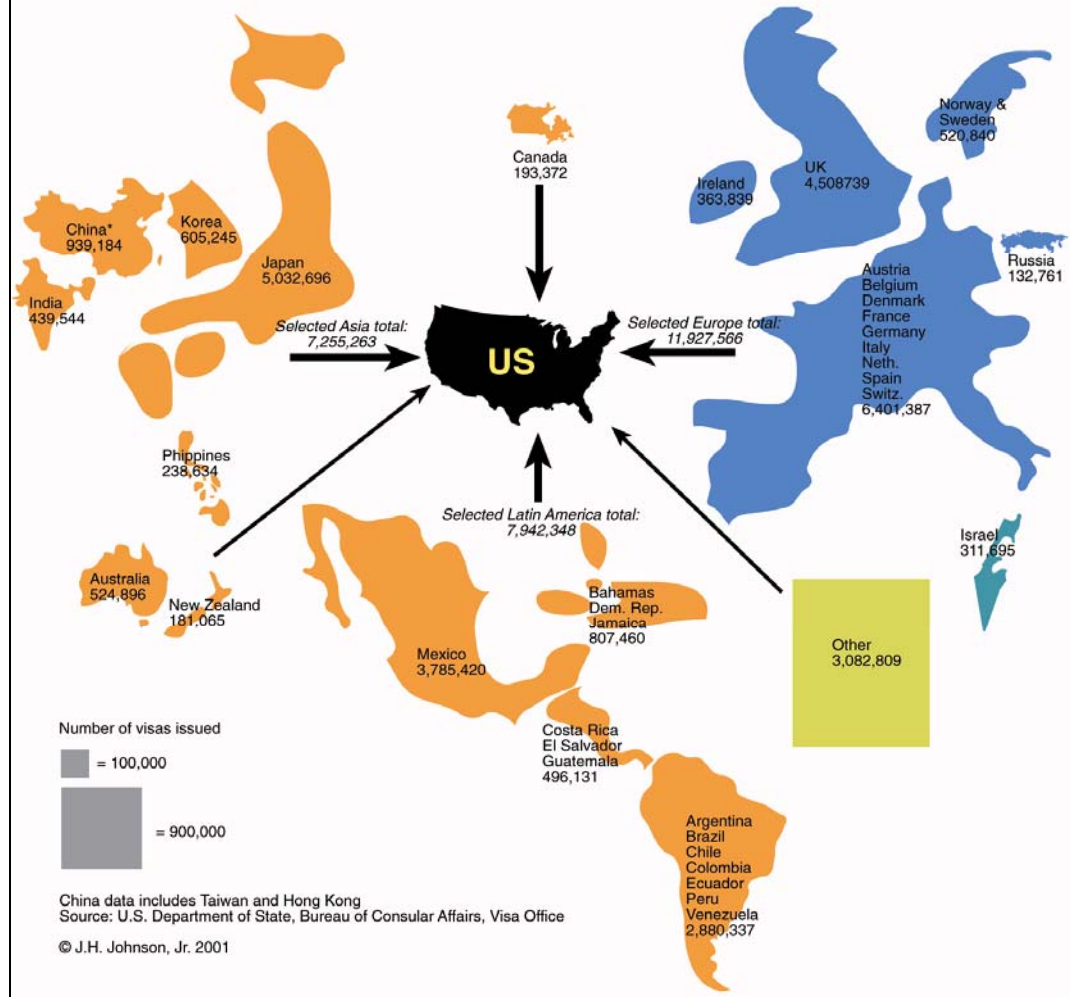 Canada
193,372
Norway &
Sweden
520,840
UK
4,508739
Ireland
363,839
China*
939,184
Korea
605,245
Japan
5,032,696
India
439,544
Russia
132,761
Austria
Belgium
Denmark
France
Germany
Italy
Neth.
Spain
Switz.
6,401,387
Selected Asia total:
7,255,263
US
Selected Europe total:
11,927,566
Phippines
238,634
Selected Latin America total:
7,942,348
Israel
311,695
Australia
524,896
New Zealand
181,065
Bahamas
Dem. Rep.
Jamaica
807,460
Other
3,082,809
Mexico
3,785,420
Costa Rica
El Salvador
Guatemala
496,131
Argentina
Brazil
Chile
Colombia
Ecuador
Peru
Venezuela
2,880,337
Number of visas issued
= 100,000
= 900,000
China data includes Taiwan and Hong Kong
Source: U.S. Department of State, Bureau of Consular Affairs, Visa Office
© J.H. Johnson, Jr. 2001